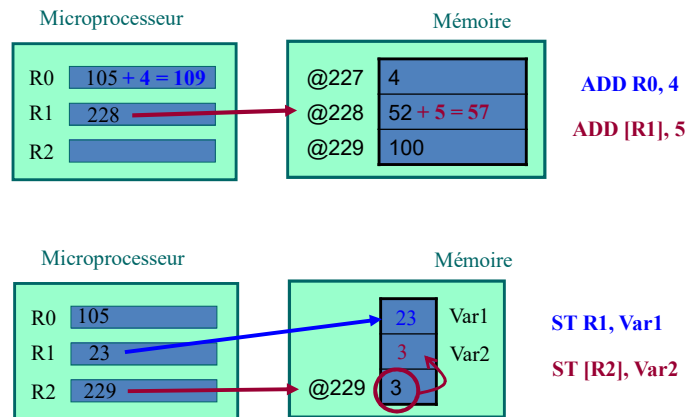 Microprocesseur
Mémoire
R0 105 + 4 = 109
R1 228
R2
@227 4
@228 52 + 5 = 57
@229 100
ADD R0, 4
ADD [R1], 5
Microprocesseur
Mémoire
R0 105
R1 23
R2 229
23 Var1
3 Var2
@229 3
ST R1, Var1
ST [R2], Var2